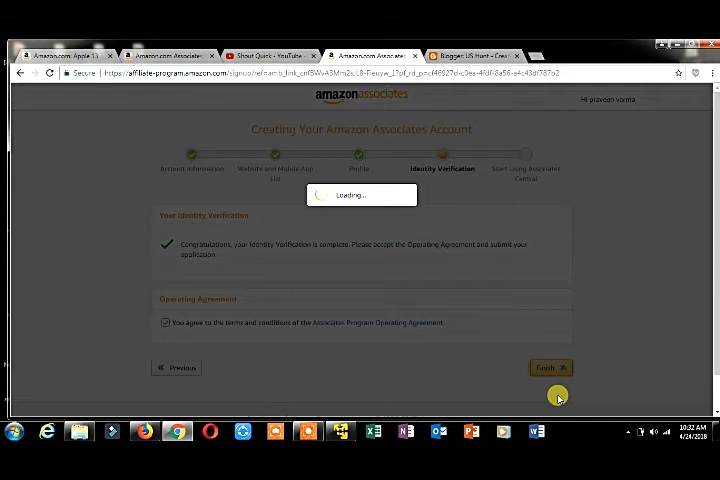 Amazon.com: Apple 13.
Amazon.com Associates
Shout Quick - YouTube -
Amazon.com Associates
Blogger: US Hunt - Crea
Secure
amazonassociates
Hi praveen varma
Creating Your Amazon Associates Account
Account Information
Website and Mobile App List
Profile
Identity Verification
Start Using Associates Central
Loading...
Your Identity Verification
Congratulations, your Identity Verification is complete. Please accept the Operating Agreement and submit your
application.
Operating Agreement
You agree to the terms and conditions of the Associates Program Operating Agreement.
Previous
Finish
10:32 AM
4/24/2018